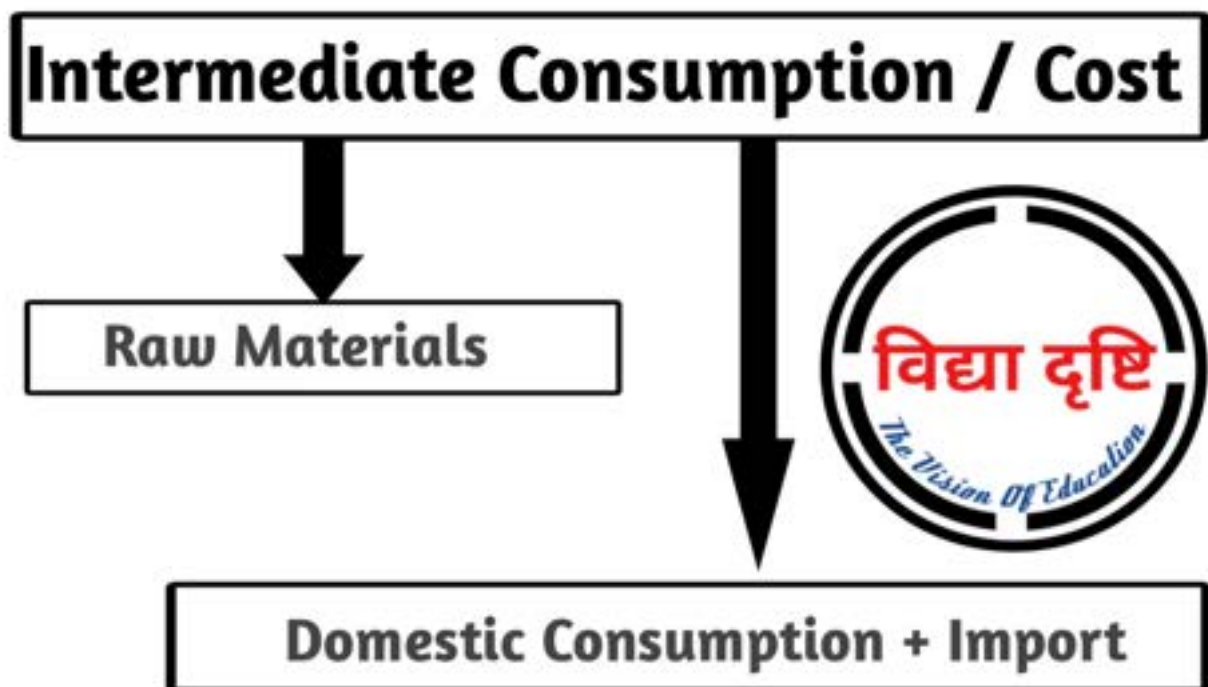 Intermediate Consumption / Cost
Raw Materials
विद्या दृष्टि
The Vision Of Education
Domestic Consumption + Import